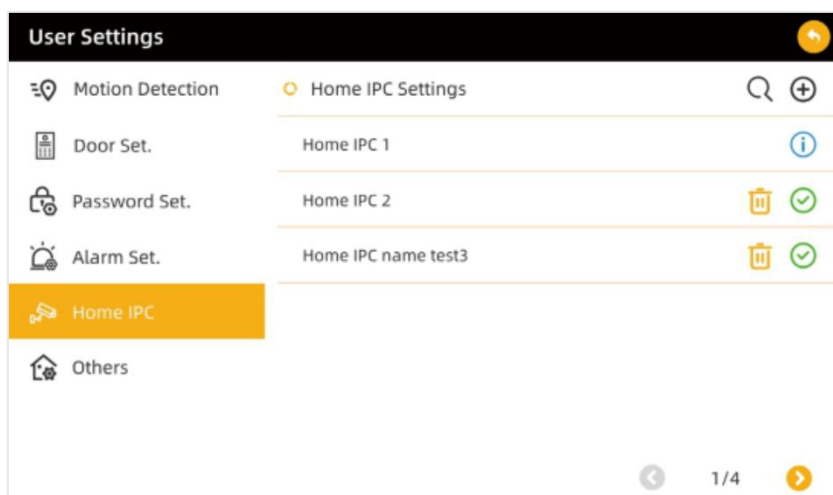 User Settings
Motion Detection
Home IPC Settings
Door Set.
Home IPC 1
Password Set.
Home IPC 2
Alarm Set.
Home IPC name test3
Home IPC
Others
1/4